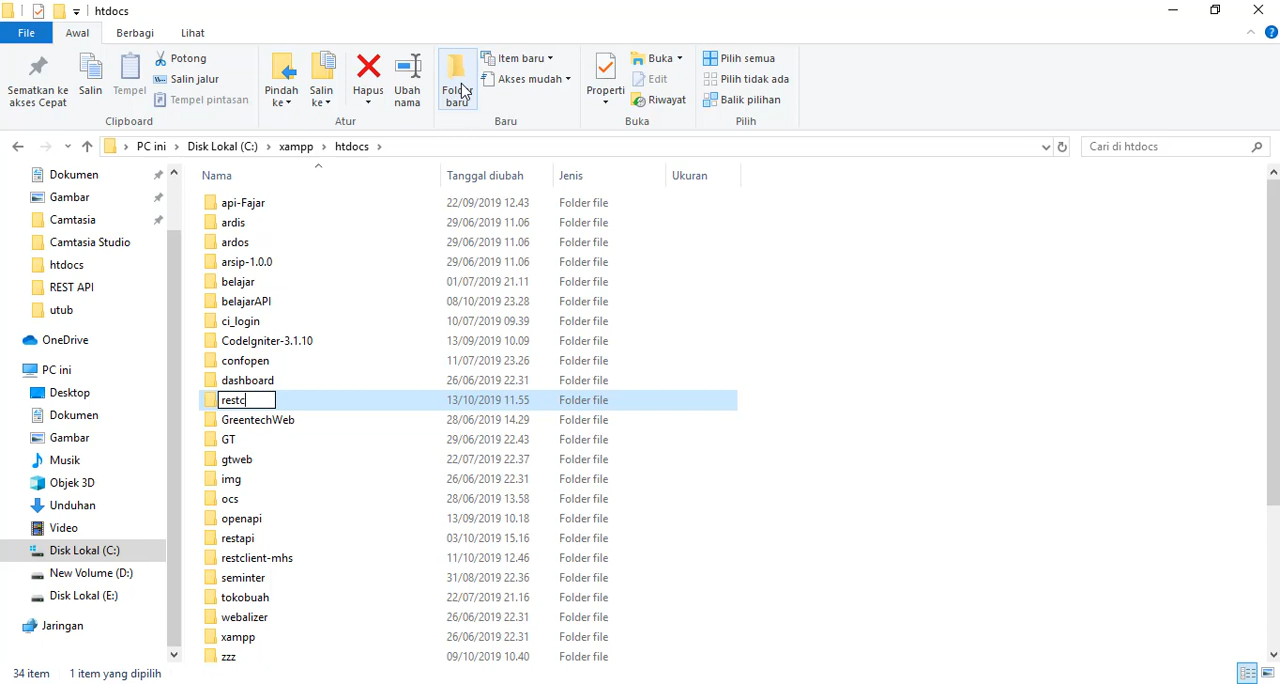 htdocs
File Awal Berbagi Lihat
Sematkan ke akses Cepat
Salin
Tempel
Potong
Salin jalur
Tempel pintasan
Clipboard
Pindah ke
Salin ke
Hapus
Ubah nama
Atur
Folder baru
Item baru
Akses mudah
Baru
Properti
Buka
Edit
Riwayat
Buka
Pilih semua
Pilih tidak ada
Balik pilihan
Pilih
PC ini › Disk Lokal (C:) › xampp › htdocs ›
Cari di htdocs
Dokumen
Gambar
Camtasia
Camtasia Studio
htdocs
REST API
utub
OneDrive
PC ini
Desktop
Dokumen
Gambar
Musik
Objek 3D
Unduhan
Video
Disk Lokal (C:)
New Volume (D:)
Disk Lokal (E:)
Jaringan
Nama Tanggal diubah Jenis Ukuran
api-Fajar 22/09/2019 12.43 Folder file
ardis 29/06/2019 11.06 Folder file
ardos 29/06/2019 11.06 Folder file
arsip-1.0.0 29/06/2019 11.06 Folder file
belajar 01/07/2019 21.11 Folder file
belajarAPI 08/10/2019 23.28 Folder file
ci_login 10/07/2019 09.39 Folder file
CodeIgniter-3.1.10 13/09/2019 10.09 Folder file
confopen 11/07/2019 23.26 Folder file
dashboard 26/06/2019 22.31 Folder file
restc 13/10/2019 11.55 Folder file
GreentechWeb 28/06/2019 14.29 Folder file
GT 29/06/2019 22.43 Folder file
gtweb 22/07/2019 22.37 Folder file
img 26/06/2019 22.31 Folder file
ocs 28/06/2019 13.58 Folder file
openapi 13/09/2019 10.18 Folder file
restapi 03/10/2019 15.16 Folder file
restclient-mhs 11/10/2019 12.46 Folder file
seminter 31/08/2019 22.36 Folder file
tokobuah 22/07/2019 21.16 Folder file
webalizer 26/06/2019 22.31 Folder file
xampp 26/06/2019 22.31 Folder file
zzz 09/10/2019 10.40 Folder file
34 item 1 item yang dipilih